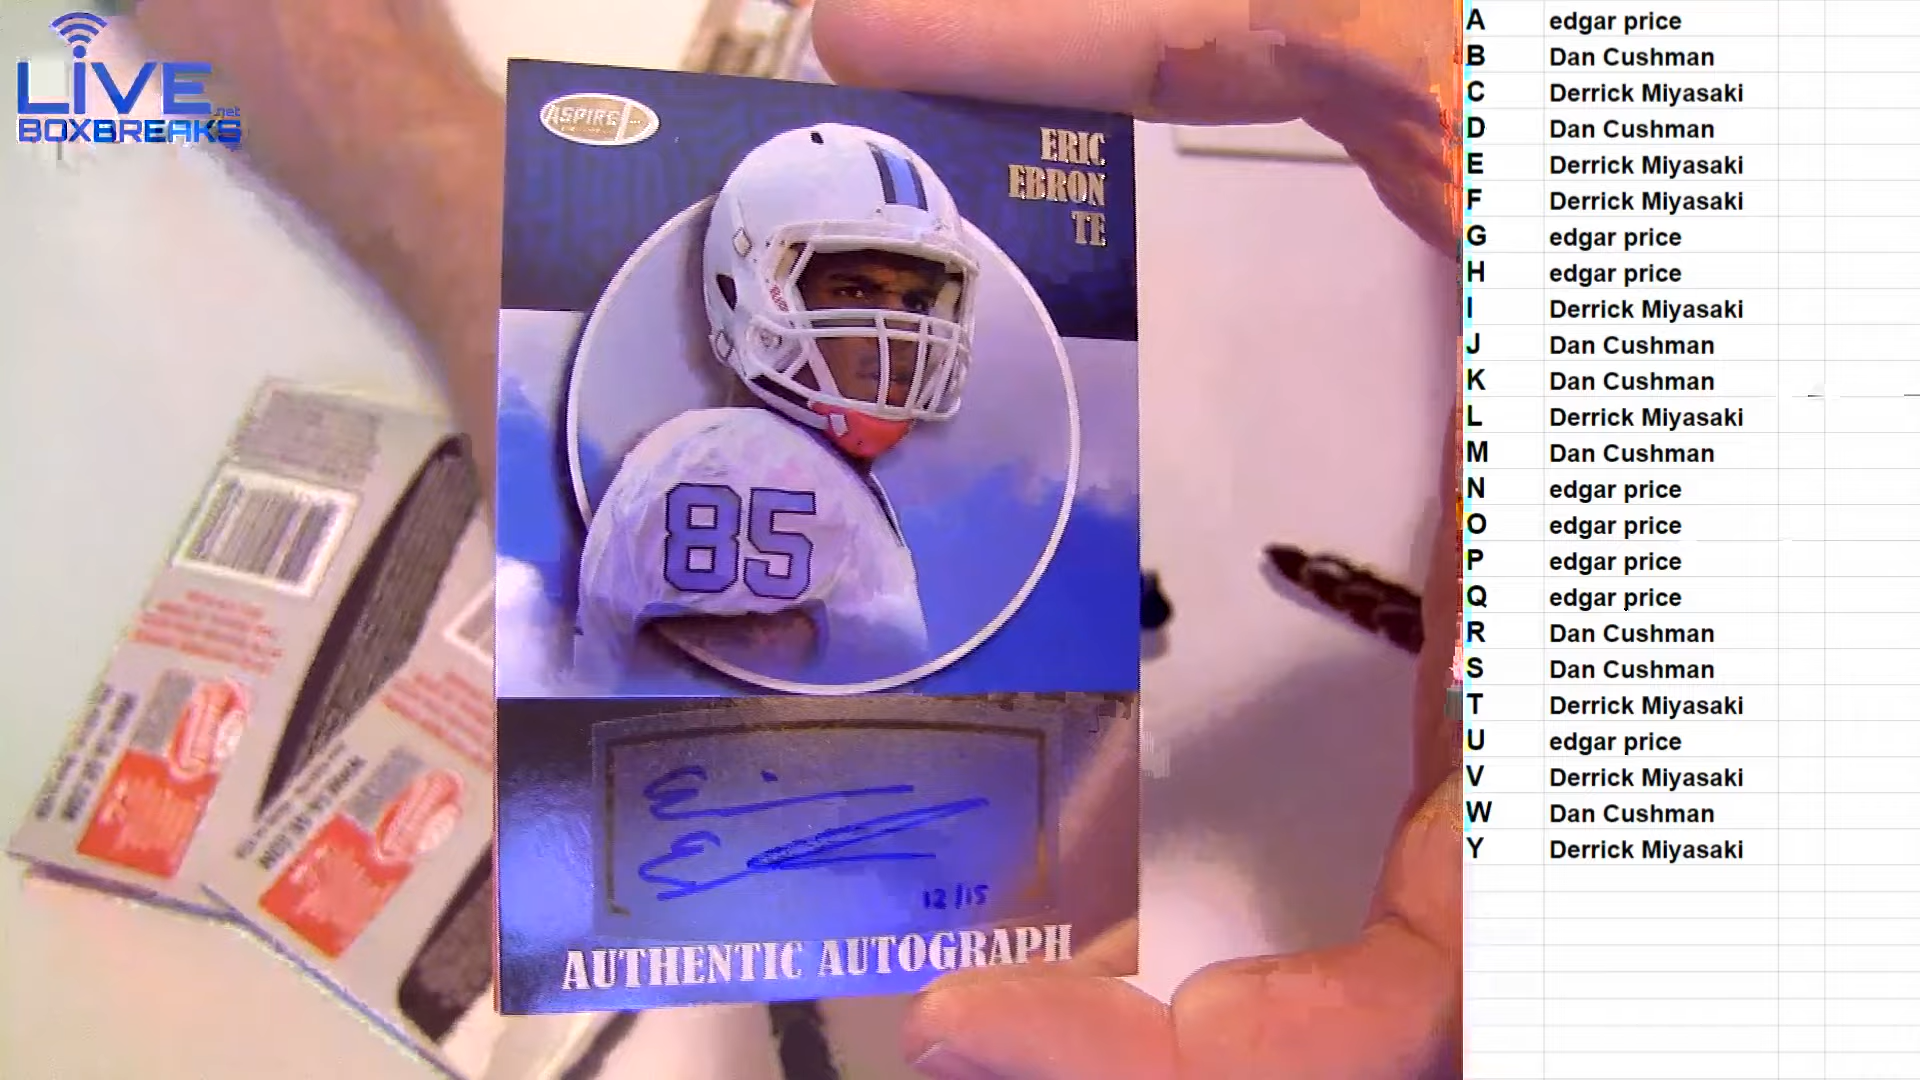 LiVE.net
BOXBREAKS
ASPIRE
ERIC
EBRON
TE
85
12/15
AUTHENTIC AUTOGRAPH
A edgar price
B Dan Cushman
C Derrick Miyasaki
D Dan Cushman
E Derrick Miyasaki
F Derrick Miyasaki
G edgar price
H edgar price
I Derrick Miyasaki
J Dan Cushman
K Dan Cushman
L Derrick Miyasaki
M Dan Cushman
N edgar price
O edgar price
P edgar price
Q edgar price
R Dan Cushman
S Dan Cushman
T Derrick Miyasaki
U edgar price
V Derrick Miyasaki
W Dan Cushman
Y Derrick Miyasaki